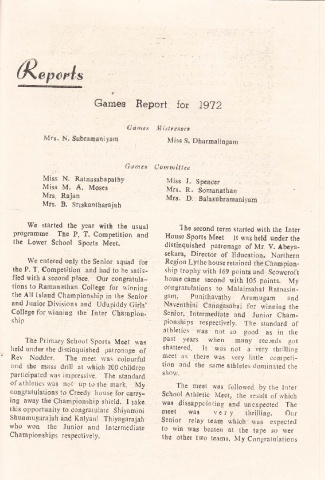 Reports
Games Report for 1972
Games Mistresses
Mrs. N. Subramaniyam
Miss S. Dharmalingam
Games Committee
Miss N. Ratnasabapathy
Miss M. A. Moses
Mrs. Rajan
Mrs. B. Sriskantharajah
Miss I. Spencer
Mrs. R. Somanathan
Mrs. D. Balasubramanyam
We started the year with the usual
programme The P. T. Competition and
the Lower School Sports Meet.
We entered only the Senior squad for
the P. T. Competition and had to be satis-
fied with a second place. Our congratula-
tions to Ramanathan College for winning
the All Island Championship in the Senior
and Junior Divisions and Udupiddy Girls'
College for winning the Inter Champion-
ship
The Primary School Sports Meet was
held under the distinguished patronage of
Rev Nodder. The meet was colourful
and the mass drill at which 200 children
participated was impressive. The standard
of athletics was not up to the mark. My
congratulations to Creedy house for carry-
ing away the Championship shield. I take
this opportunity to congratulate Shiyamini
Shanmugarajah and Kalyani Thiyagarajah
who won the Junior and Intermediate
Championships respectively.
The second term started with the Inter
House Sports Meet It was held under the
distinguished patronage of Mr. V. Abeya-
sekara, Director of Education, Northern
Region Lythe house retained the Champion-
ship trophy with 169 points and Scowcroft
house came second with 105 points. My
congratulations to Malaimahal Ratnasin-
gam, Punithavathy Arumugam and
Naventhini Canagasabai for winning the
Senior, Intermediate and Junior Cham-
pionships respectively. The standard of
athletics was not so good as in the
past years when many records got
shattered. It was not a very thrilling
meet as there was very little competi-
tion and the same athletes dominated the
show.
The meet was followed by the Inter
School Athletic Meet, the result of which
was disappointing and unexpected The
meet was very thrilling. Our
Senior relay team which was expected
to win was beaten at the tape so were
the other two teams. My Congratulations